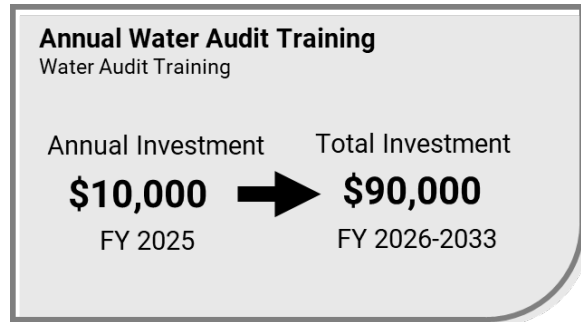 Annual Water Audit Training
Water Audit Training
Annual Investment
$10,000
FY 2025
Total Investment
$90,000
FY 2026-2033